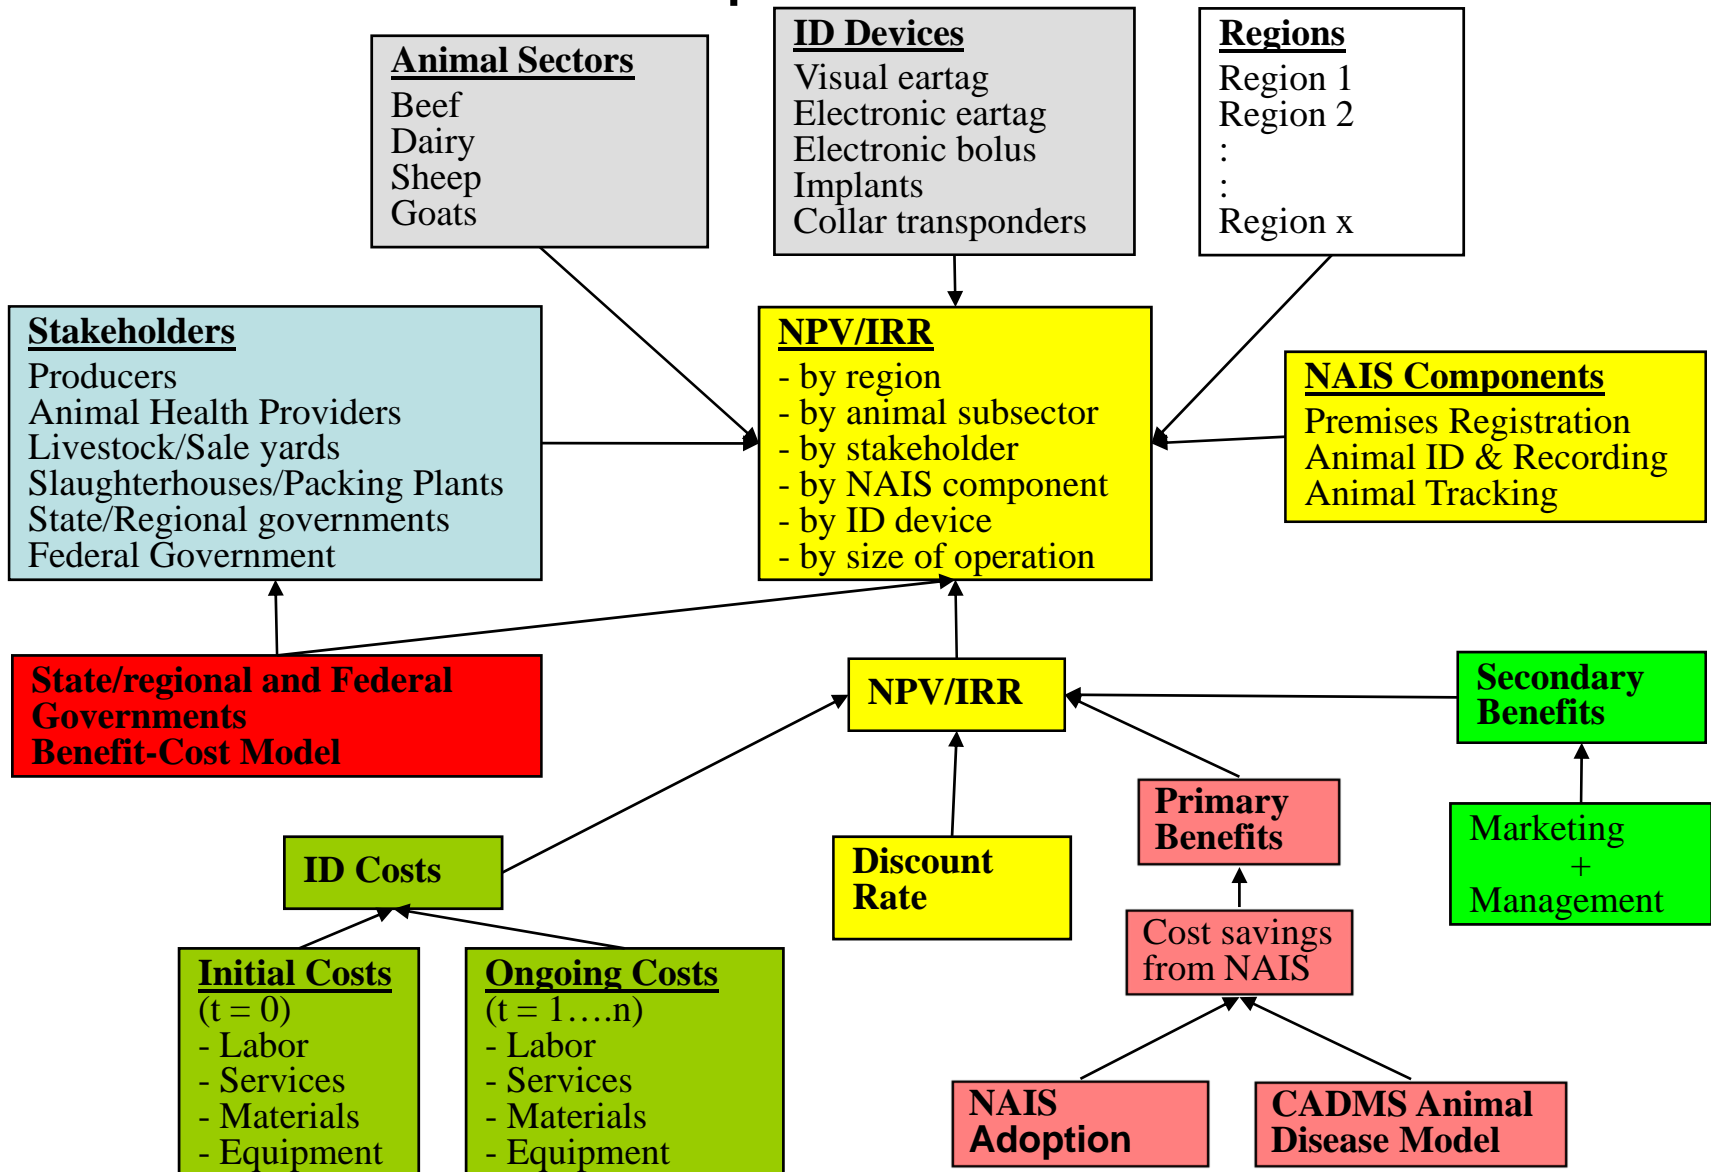 Animal Sectors
Beef
Dairy
Sheep
Goats
ID Devices
Visual eartag
Electronic eartag
Electronic bolus
Implants
Collar transponders
Regions
Region 1
Region 2
:
:
Region x
Stakeholders
Producers
Animal Health Providers
Livestock/Sale yards
Slaughterhouses/Packing Plants
State/Regional governments
Federal Government
NPV/IRR
- by region
- by animal subsector
- by stakeholder
- by NAIS component
- by ID device
- by size of operation
NAIS Components
Premises Registration
Animal ID & Recording
Animal Tracking
State/regional and Federal
Governments
Benefit-Cost Model
NPV/IRR
Secondary
Benefits
Primary
Benefits
Marketing
+
Management
ID Costs
Discount
Rate
Cost savings
from NAIS
Initial Costs
(t = 0)
- Labor
- Services
- Materials
- Equipment
Ongoing Costs
(t = 1….n)
- Labor
- Services
- Materials
- Equipment
NAIS
Adoption
CADMS Animal
Disease Model